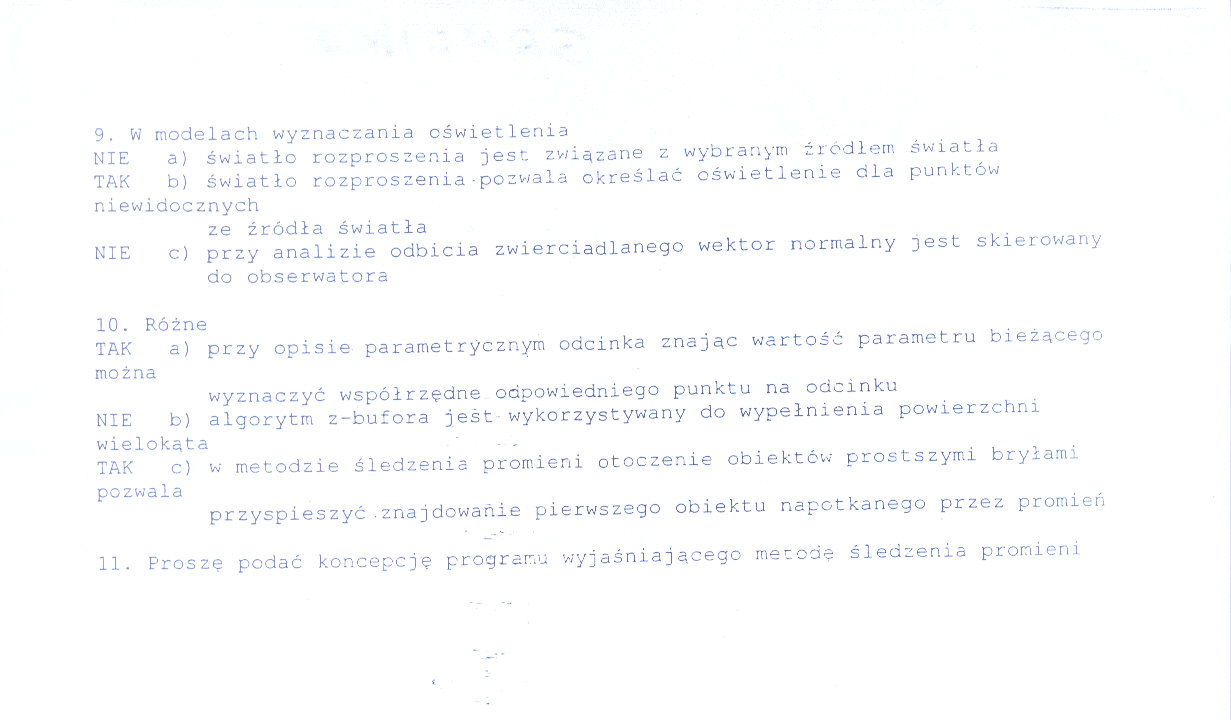 9. W modelach wyznaczania oświetlenia
NIE a) światło rozproszenia jest związane z wybranym źródłem światła
TAK b) światło rozproszenia pozwala określać oświetlenie dla punktów
niewidocznych
ze źródła światła
NIE c) przy analizie odbicia zwierciadlanego wektor normalny jest skierowany
do obserwatora
10. Różne
TAK a) przy opisie parametrycznym odcinka znając wartość parametru bieżącego
można
wyznaczyć współrzędne odpowiedniego punktu na odcinku
NIE b) algorytm z-bufora jest wykorzystywany do wypełnienia powierzchni
wielokąta
TAK c) w metodzie śledzenia promieni otoczenie obiektów prostszymi bryłami
pozwala
przyspieszyć znajdowanie pierwszego obiektu napotkanego przez promień
11. Proszę podać koncepcję programu wyjaśniającego metodę śledzenia promieni